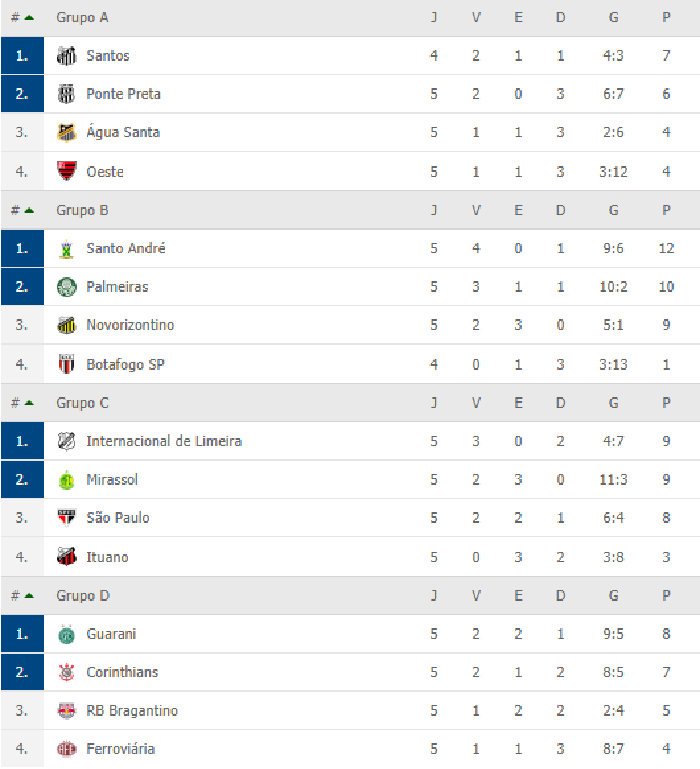 # Grupo A J V E D G P
1. Santos 4 2 1 1 4:3 7
2. Ponte Preta 5 2 0 3 6:7 6
3. Água Santa 5 1 1 3 2:6 4
4. Oeste 5 1 1 3 3:12 4
# Grupo B J V E D G P
1. Santo André 5 4 0 1 9:6 12
2. Palmeiras 5 3 1 1 10:2 10
3. Novorizontino 5 2 3 0 5:1 9
4. Botafogo SP 4 0 1 3 3:13 1
# Grupo C J V E D G P
1. Internacional de Limeira 5 3 0 2 4:7 9
2. Mirassol 5 2 3 0 11:3 9
3. São Paulo 5 2 2 1 6:4 8
4. Ituano 5 0 3 2 3:8 3
# Grupo D J V E D G P
1. Guarani 5 2 2 1 9:5 8
2. Corinthians 5 2 1 2 8:5 7
3. RB Bragantino 5 1 2 2 2:4 5
4. Ferroviária 5 1 1 3 8:7 4